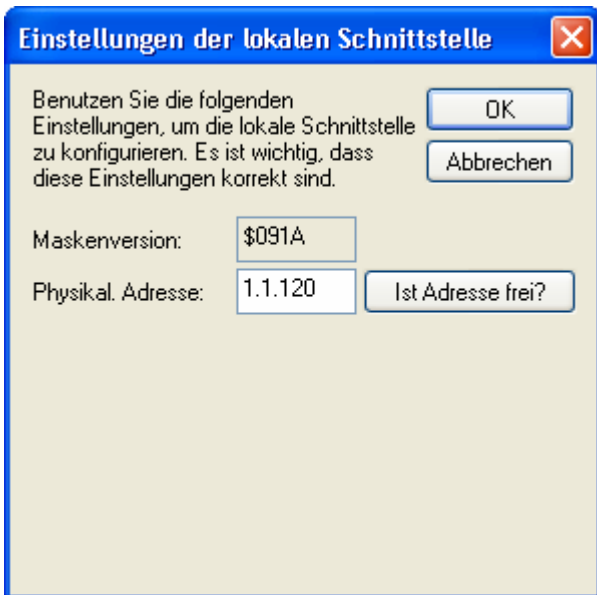 Einstellungen der lokalen Schnittstelle
Benutzen Sie die folgenden
Einstellungen, um die lokale Schnittstelle
zu konfigurieren. Es ist wichtig, dass
diese Einstellungen korrekt sind.
OK
Abbrechen
Maskenversion: $091A
Physikal. Adresse: 1.1.120 Ist Adresse frei?